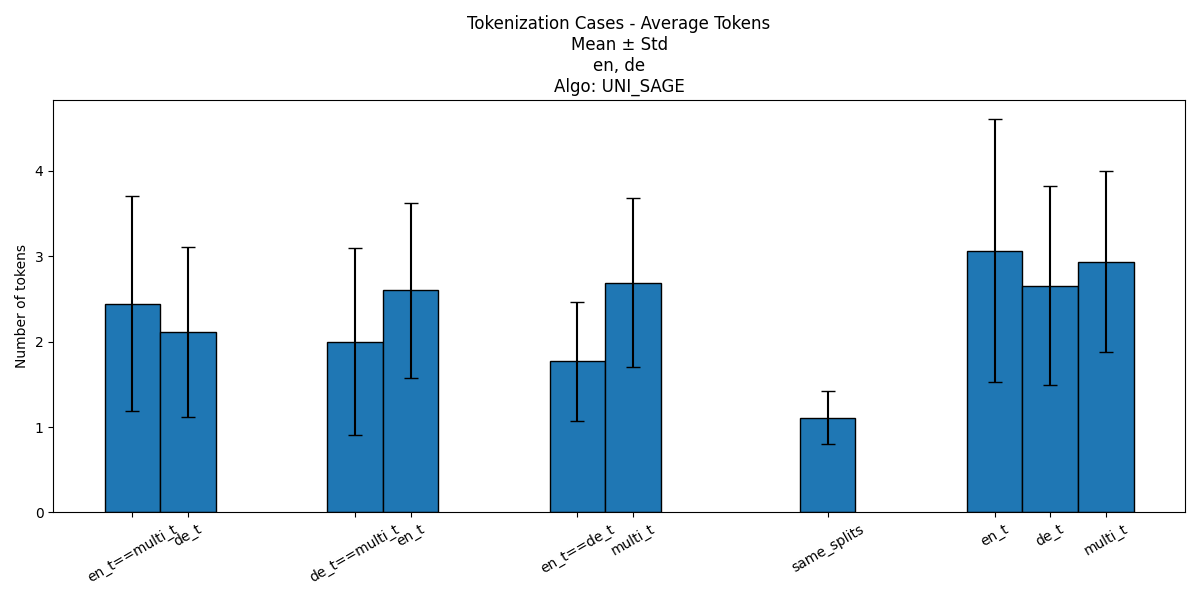 Tokenization Cases - Average Tokens
Mean ± Std
en, de
Algo: UNI_SAGE
Number of tokens
4
3
2
1
0
en_t==multi_t
de_t
de_t==multi_t
en_t
en_t==de_t
multi_t
same_splits
en_t
de_t
multi_t